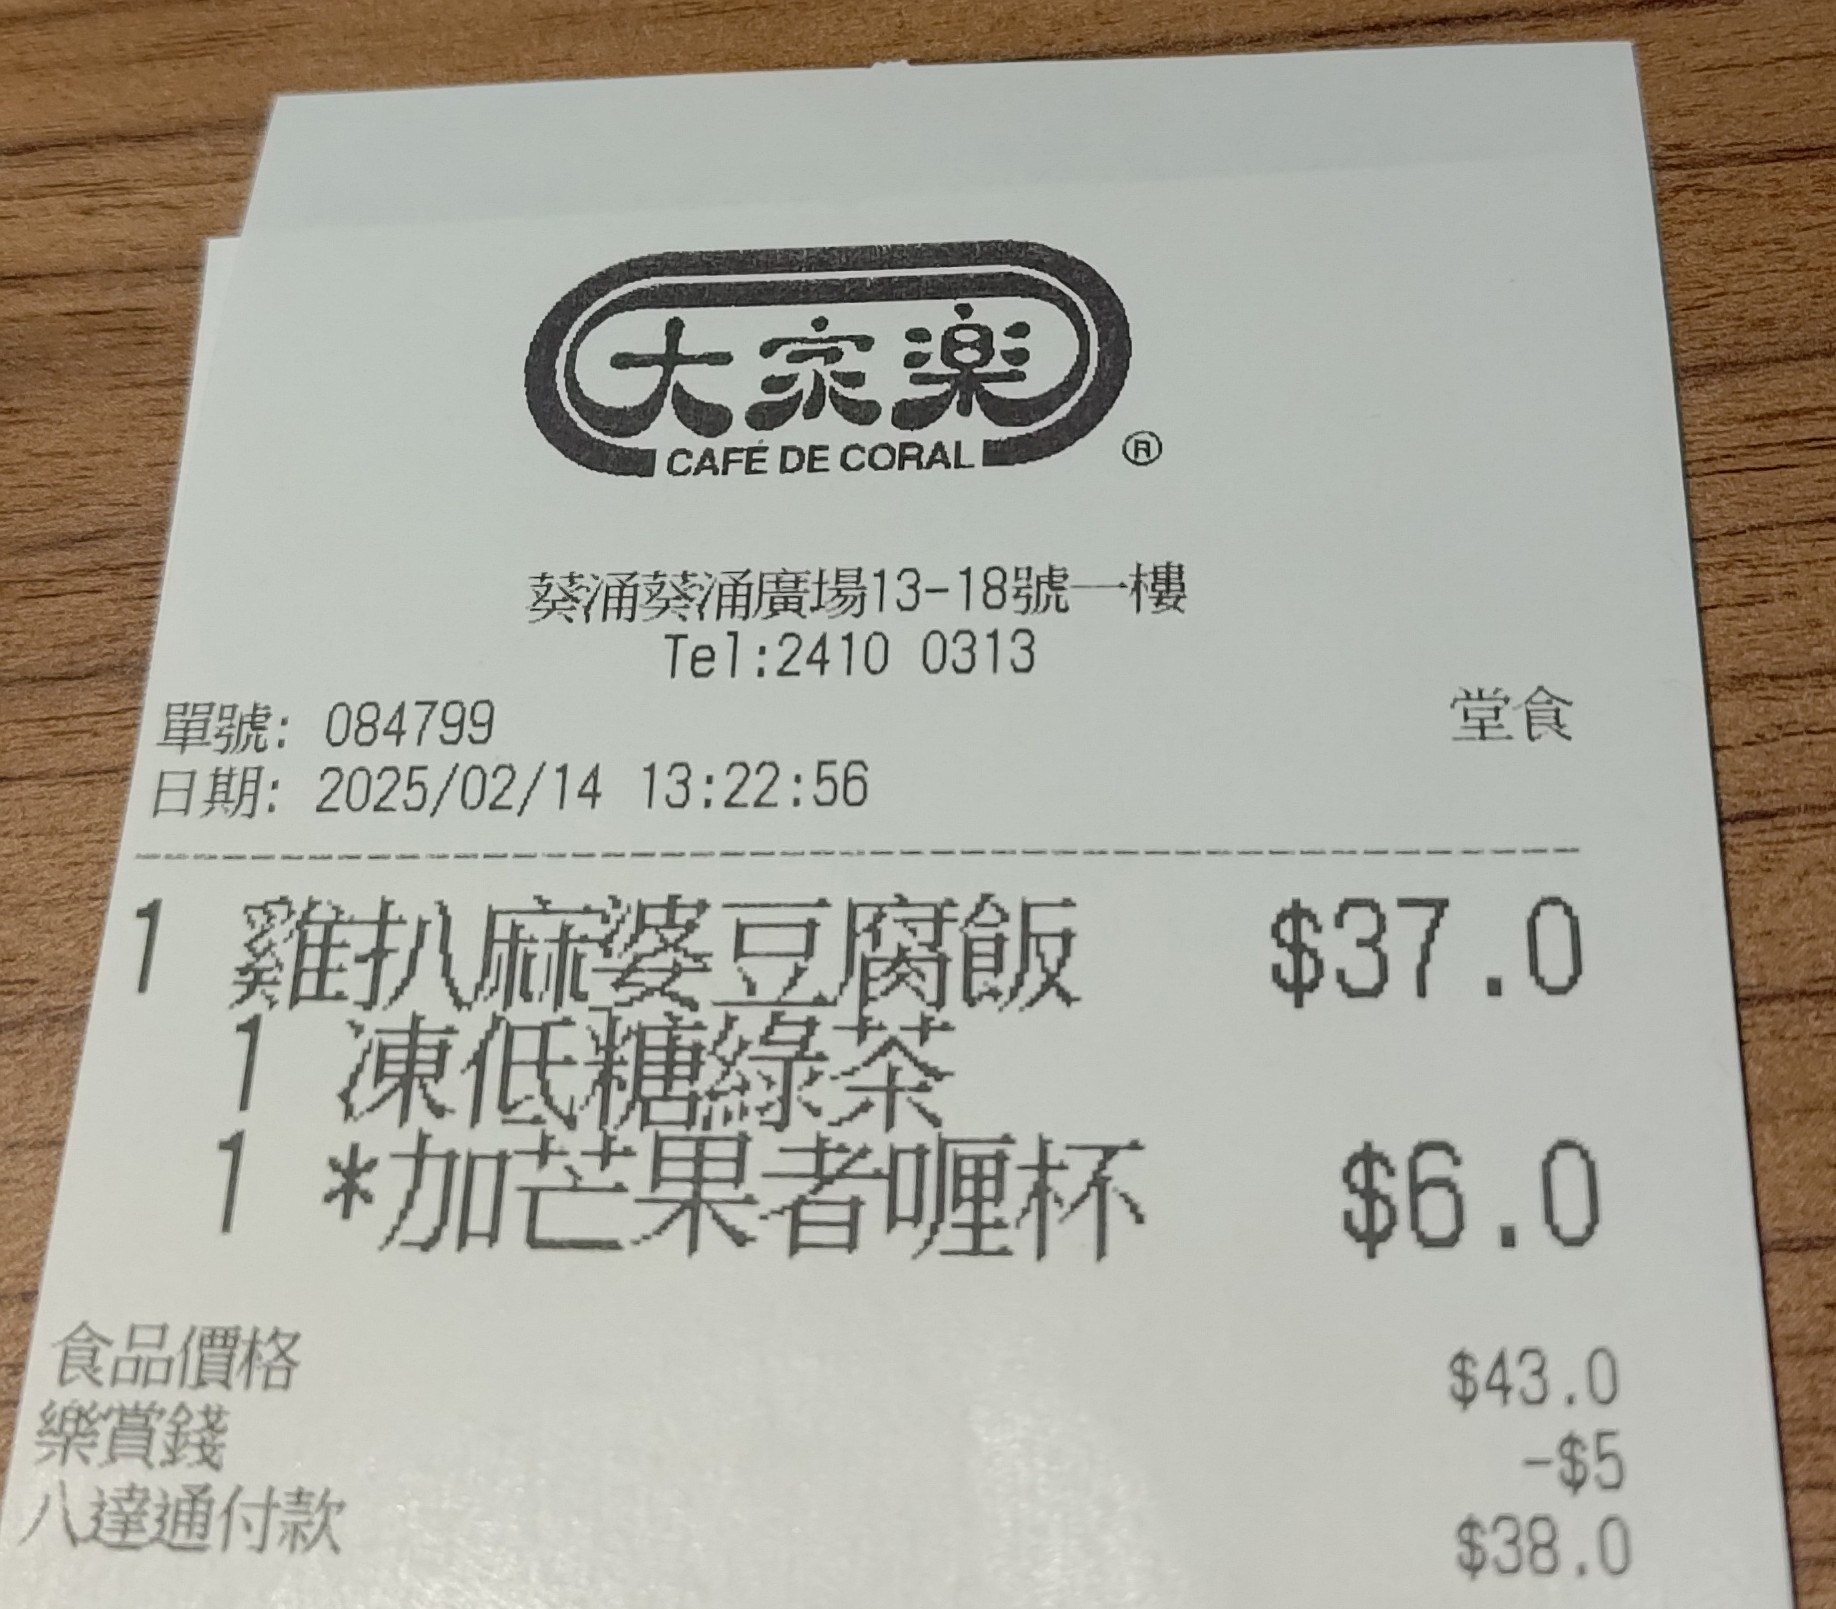 大家楽
CAFÉ DE CORAL ®
葵涌葵涌廣場13-18號一樓
Tel:2410 0313
單號: 084799 堂食
日期: 2025/02/14 13:22:56
1 雞扒麻婆豆腐飯 $37.0
1 凍低糖綠茶
1 *加芒果者喱杯 $6.0
食品價格 $43.0
樂賞錢 -$5
八達通付款 $38.0